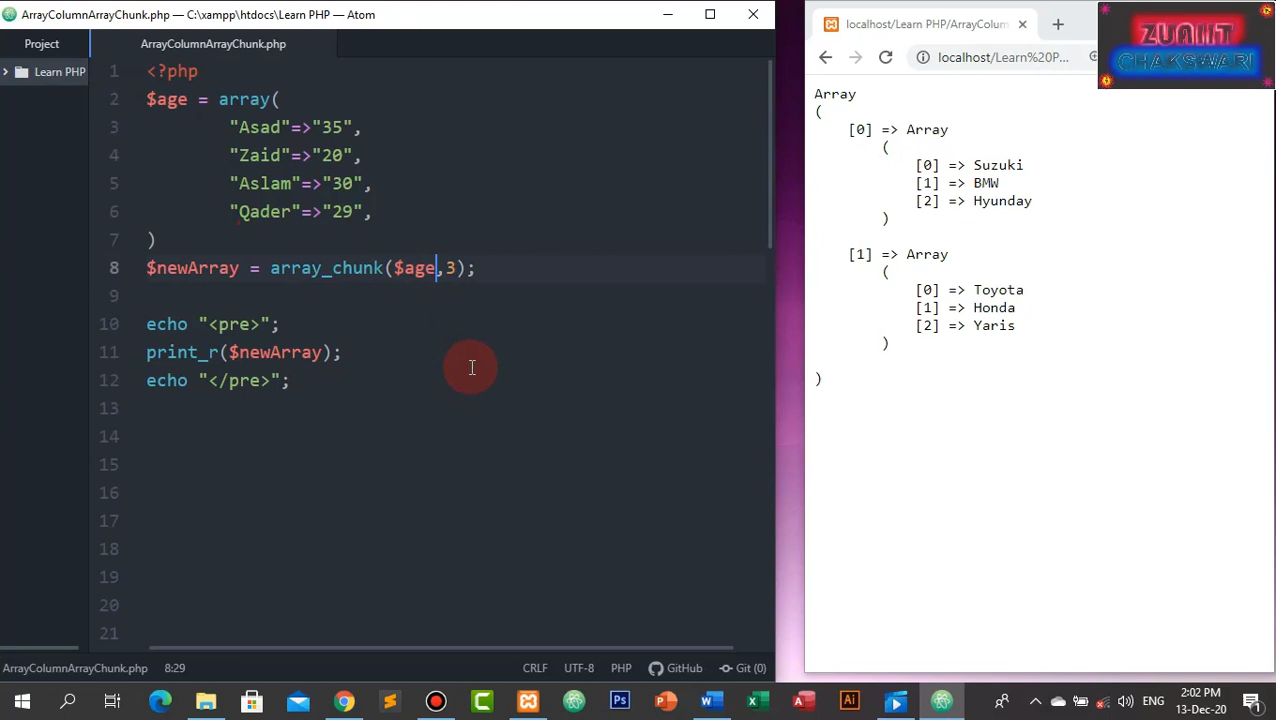 ArrayColumnArrayChunk.php — C:\xampp\htdocs\Learn PHP — Atom
Project
ArrayColumnArrayChunk.php
Learn PHP
1 <?php
2 $age = array(
3 "Asad"=>"35",
4 "Zaid"=>"20",
5 "Aslam"=>"30",
6 "Qader"=>"29",
7 )
8 $newArray = array_chunk($age,3);
9
10 echo "<pre>";
11 print_r($newArray);
12 echo "</pre>";
13
14
15
16
17
18
19
20
21
ArrayColumnArrayChunk.php 8:29 CRLF UTF-8 PHP GitHub Git (0)
localhost/Learn PHP/ArrayColum
localhost/Learn%20P...
ZUAIIT
CHAKSWARI
Array
(
[0] => Array
(
[0] => Suzuki
[1] => BMW
[2] => Hyunday
)
[1] => Array
(
[0] => Toyota
[1] => Honda
[2] => Yaris
)
)
ENG
2:02 PM
13-Dec-20